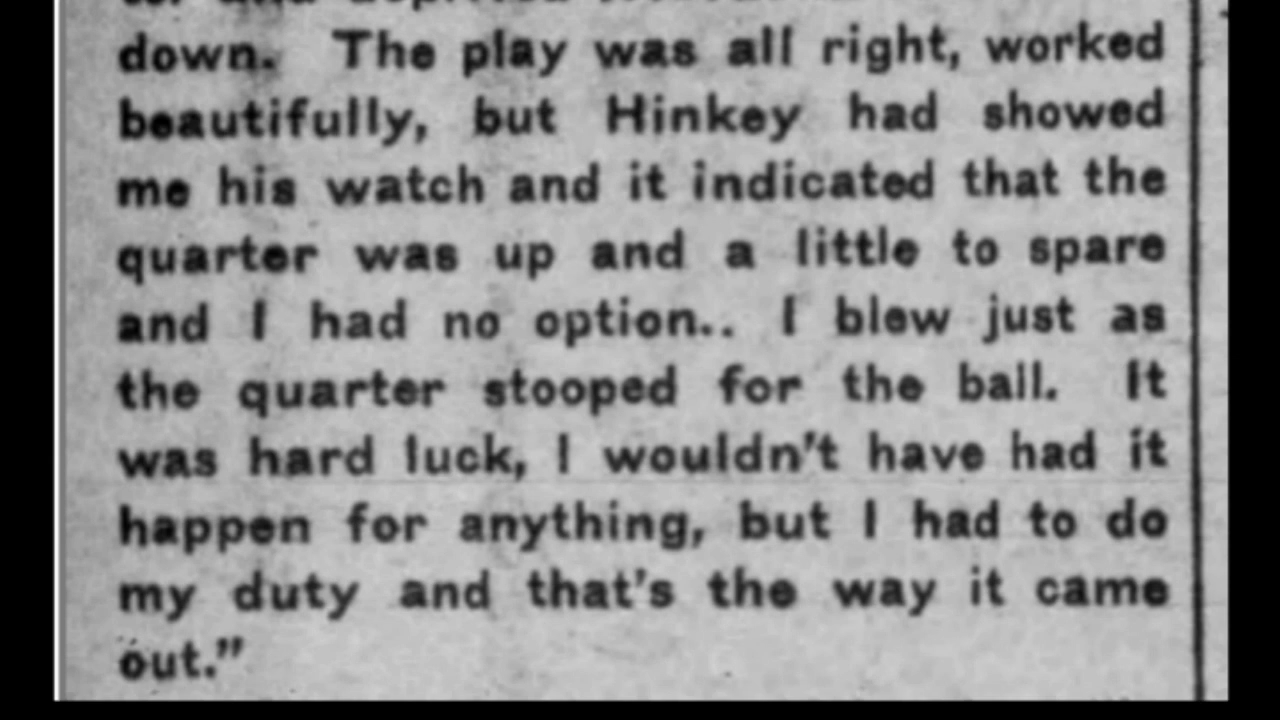 down. The play was all right, worked
beautifully, but Hinkey had showed
me his watch and it indicated that the
quarter was up and a little to spare
and I had no option.. I blew just as
the quarter stooped for the ball. It
was hard luck, I wouldn't have had it
happen for anything, but I had to do
my duty and that's the way it came
out."